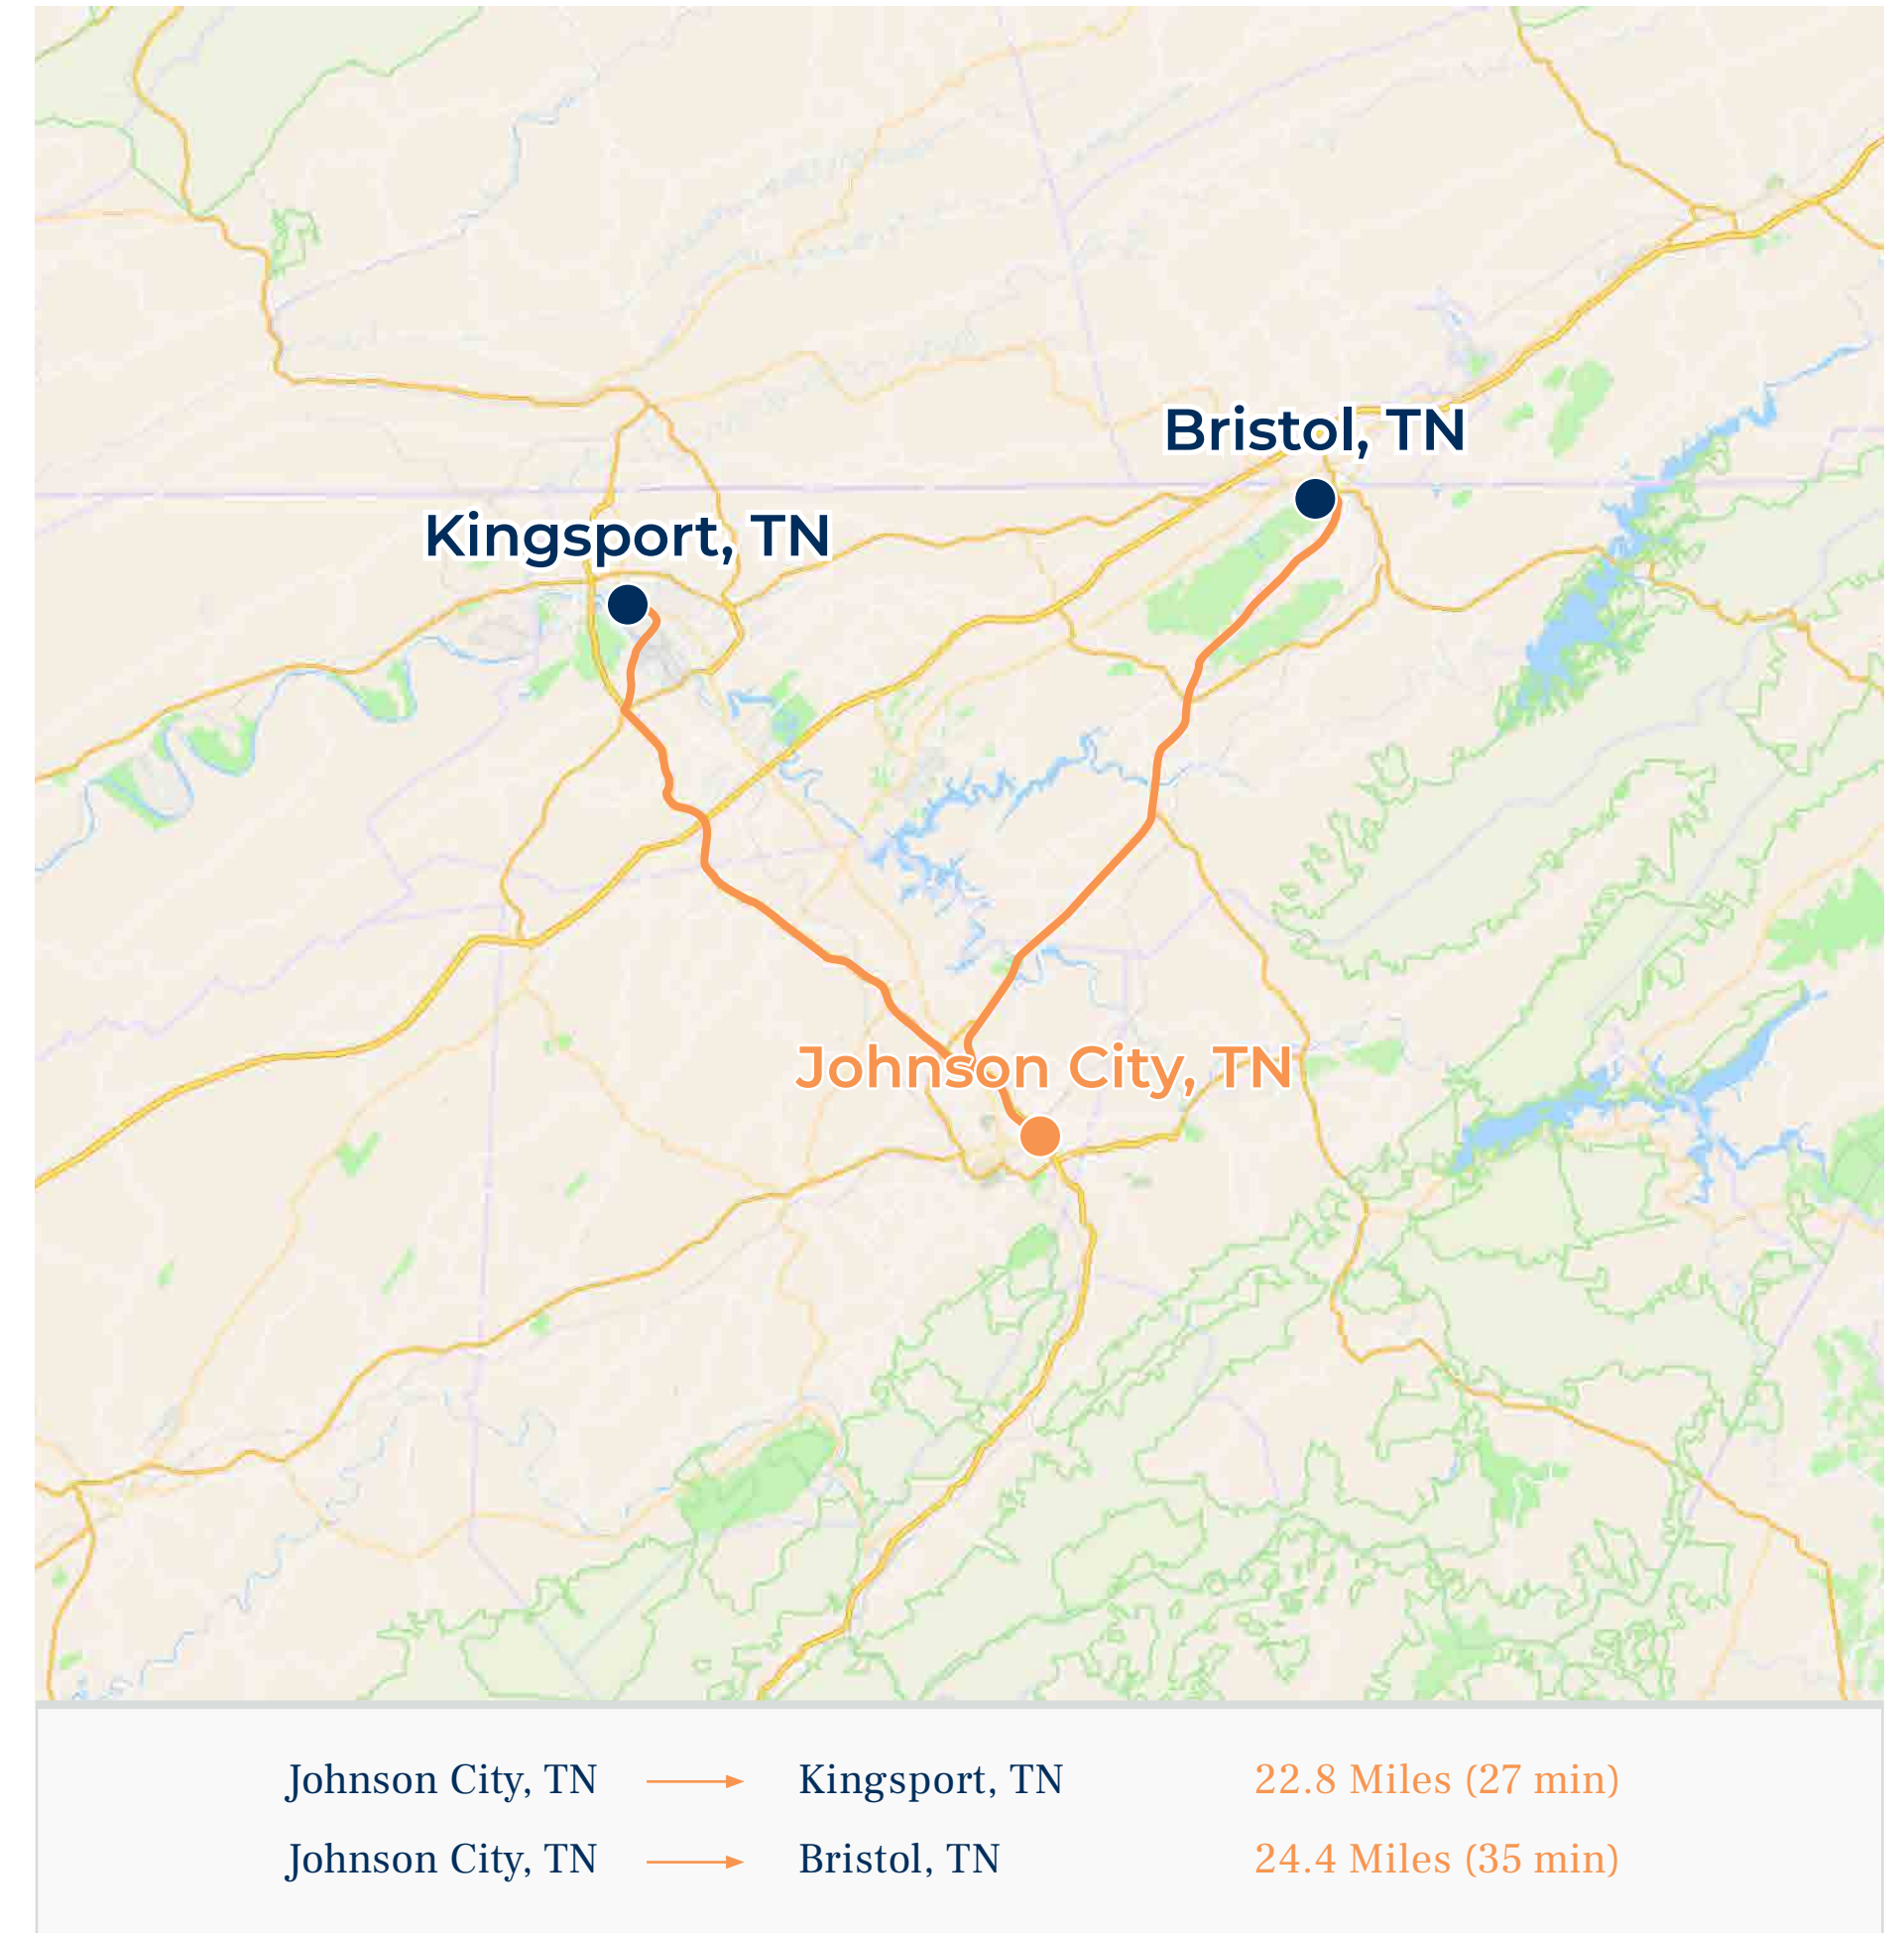 Bristol, TN
Kingsport, TN
Johnson City, TN
Johnson City, TN Kingsport, TN 22.8 Miles (27 min)
Johnson City, TN Bristol, TN 24.4 Miles (35 min)